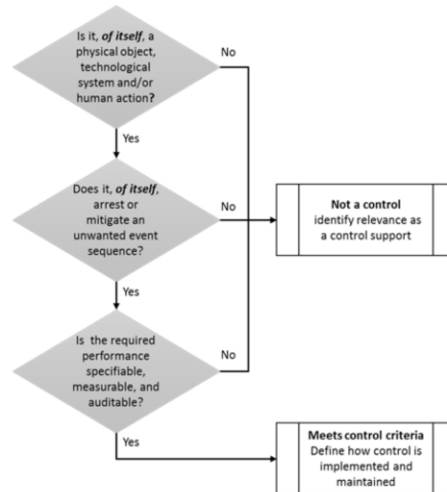 Is it, of itself, a
physical object,
technological
system and/or
human action?
No
Yes
Does it, of itself,
arrest or
mitigate an
unwanted event
sequence?
No
Not a control
identify relevance as
a control support
Yes
Is the required
performance
specifiable,
measurable, and
auditable?
No
Yes
Meets control criteria
Define how control is
implemented and
maintained